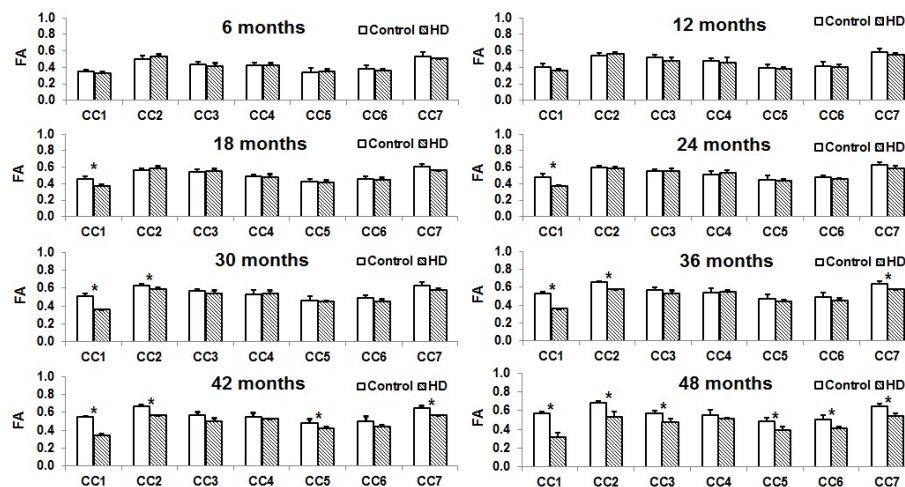 6 months
Control HD
FA
1.0
0.8
0.6
0.4
0.2
0.0
CC1 CC2 CC3 CC4 CC5 CC6 CC7
12 months
Control HD
1.0
0.8
0.6
0.4
0.2
0.0
CC1 CC2 CC3 CC4 CC5 CC6 CC7
18 months
Control HD
FA
1.0
0.8
0.6
0.4
0.2
0.0
*
CC1 CC2 CC3 CC4 CC5 CC6 CC7
24 months
Control HD
1.0
0.8
0.6
0.4
0.2
0.0
*
CC1 CC2 CC3 CC4 CC5 CC6 CC7
30 months
Control HD
FA
1.0
0.8
0.6
0.4
0.2
0.0
* *
CC1 CC2 CC3 CC4 CC5 CC6 CC7
36 months
Control HD
1.0
0.8
0.6
0.4
0.2
0.0
* * *
CC1 CC2 CC3 CC4 CC5 CC6 CC7
42 months
Control HD
FA
1.0
0.8
0.6
0.4
0.2
0.0
* * * *
CC1 CC2 CC3 CC4 CC5 CC6 CC7
48 months
Control HD
1.0
0.8
0.6
0.4
0.2
0.0
* * * * * *
CC1 CC2 CC3 CC4 CC5 CC6 CC7